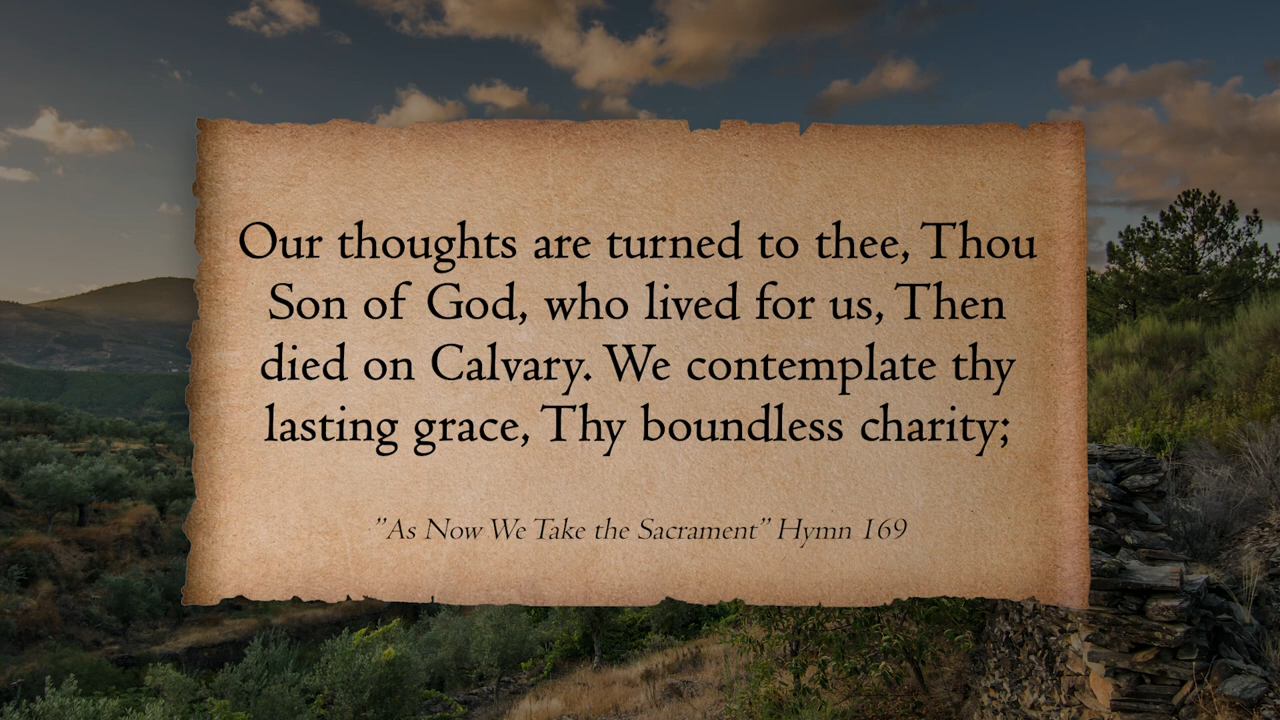 Our thoughts are turned to thee, Thou
Son of God, who lived for us, Then
died on Calvary. We contemplate thy
lasting grace, Thy boundless charity;
"As Now We Take the Sacrament" Hymn 169